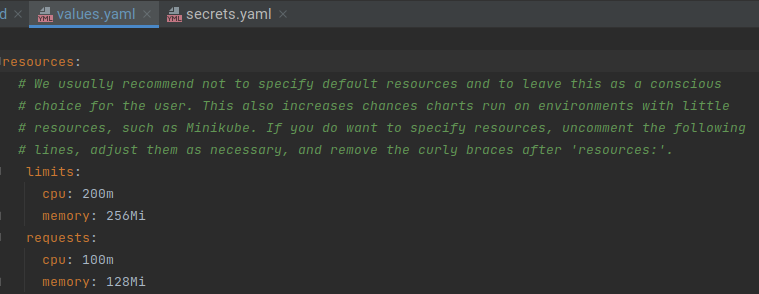 d × values.yaml × secrets.yaml ×
resources:
# We usually recommend not to specify default resources and to leave this as a conscious
# choice for the user. This also increases chances charts run on environments with little
# resources, such as Minikube. If you do want to specify resources, uncomment the following
# lines, adjust them as necessary, and remove the curly braces after 'resources:'.
limits:
cpu: 200m
memory: 256Mi
requests:
cpu: 100m
memory: 128Mi